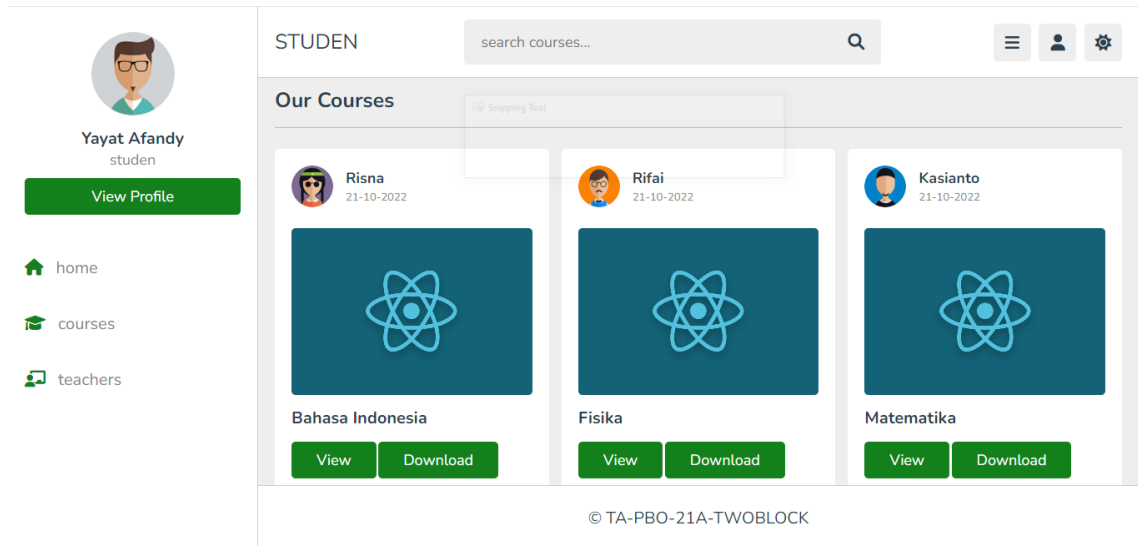 STUDEN
search courses...
Yayat Afandy
studen
View Profile
home
courses
teachers
Our Courses
Snipping Tool
Risna
21-10-2022
Bahasa Indonesia
View Download
Rifai
21-10-2022
Fisika
View Download
Kasianto
21-10-2022
Matematika
View Download
© TA-PBO-21A-TWOBLOCK